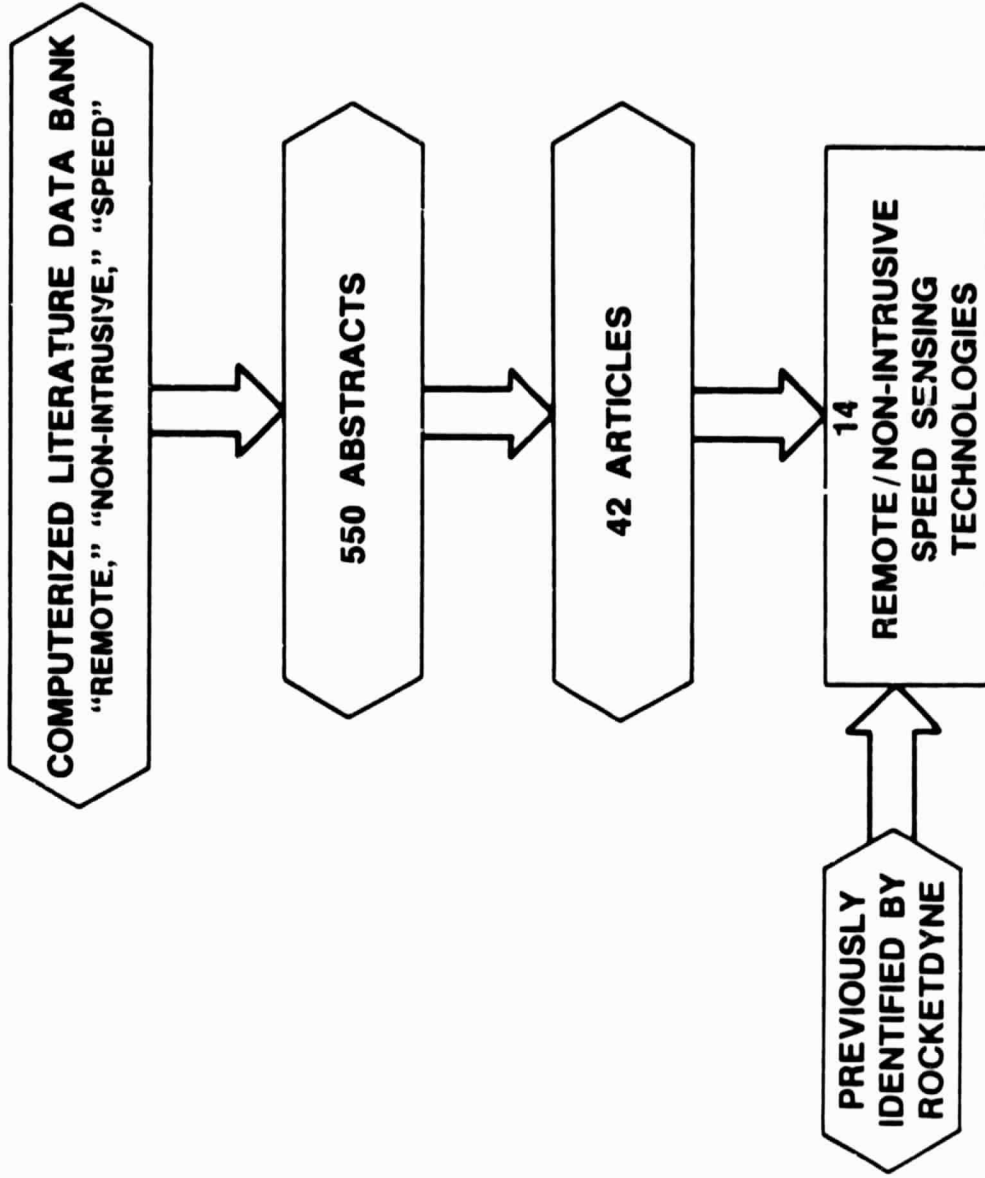 COMPUTERIZED LITERATURE DATA BANK
“REMOTE,” “NON-INTRUSIVE,” “SPEED”
550 ABSTRACTS
42 ARTICLES
PREVIOUSLY
IDENTIFIED BY
ROCKETDYNE
14
REMOTE/NON-INTRUSIVE
SPEED SENSING
TECHNOLOGIES